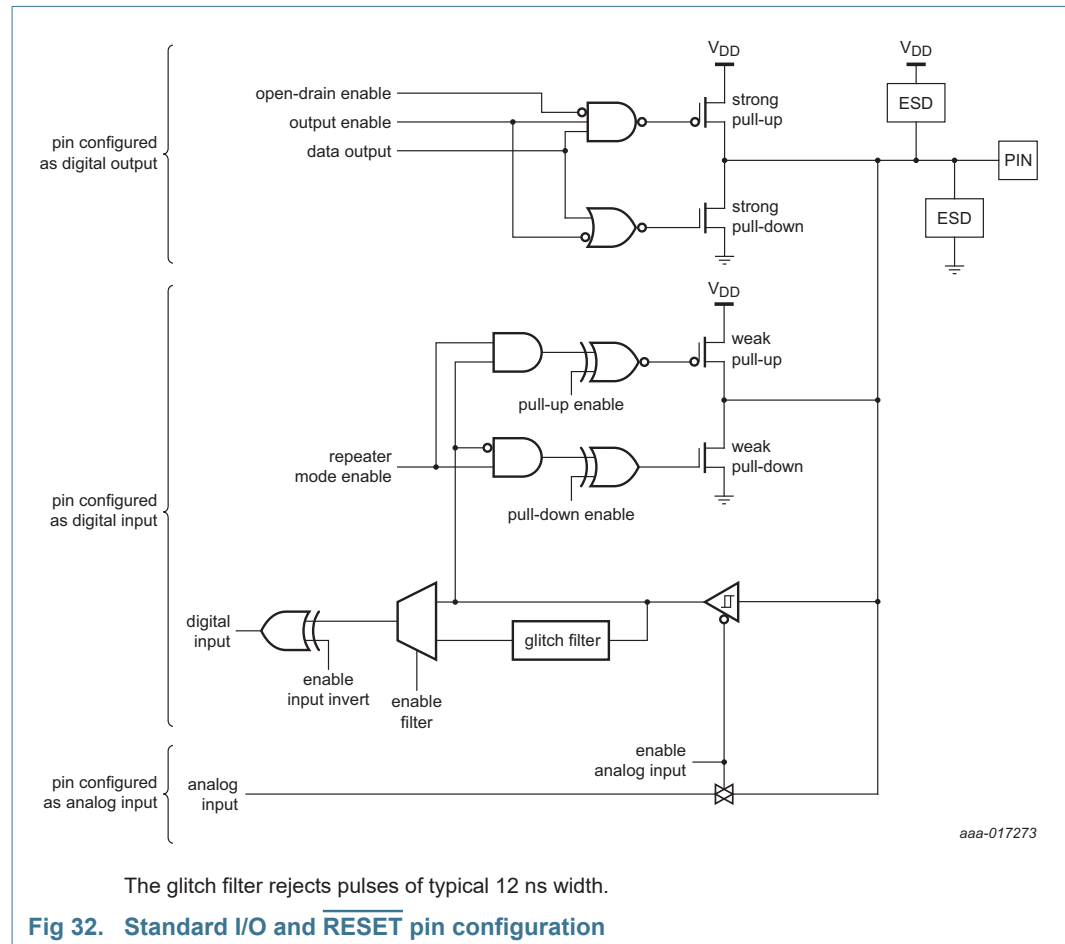 VDD
VDD
open-drain enable
strong
pull-up
ESD
output enable
pin configured
as digital output
data output
PIN
strong
pull-down
ESD
VDD
weak
pull-up
pull-up enable
repeater
mode enable
weak
pull-down
pin configured
as digital input
pull-down enable
digital
input
glitch filter
enable
input invert
enable
filter
enable
analog input
pin configured
as analog input
analog
input
aaa-017273
The glitch filter rejects pulses of typical 12 ns width.
Fig 32. Standard I/O and RESET pin configuration